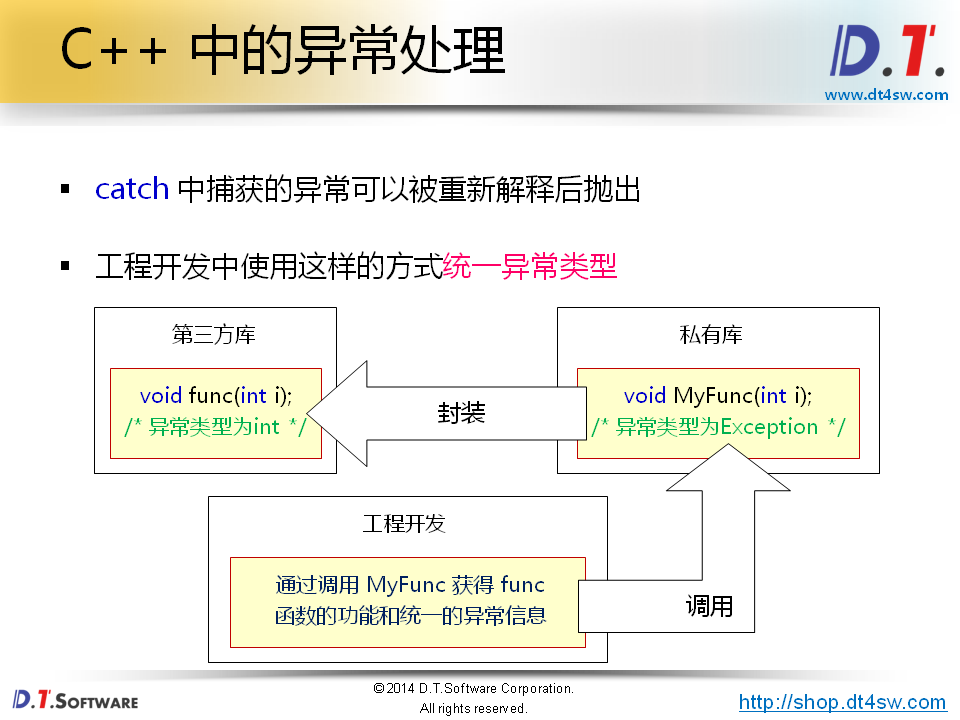 C++ 中的异常处理
D.T.
www.dt4sw.com
catch 中捕获的异常可以被重新解释后抛出
工程开发中使用这样的方式统一异常类型
第三方库
void func(int i);
/* 异常类型为int */
封装
私有库
void MyFunc(int i);
/* 异常类型为Exception */
工程开发
通过调用 MyFunc 获得 func
函数的功能和统一的异常信息
调用
D.T.SOFTWARE
©2014 D.T.Software Corporation.
All rights reserved.
http://shop.dt4sw.com